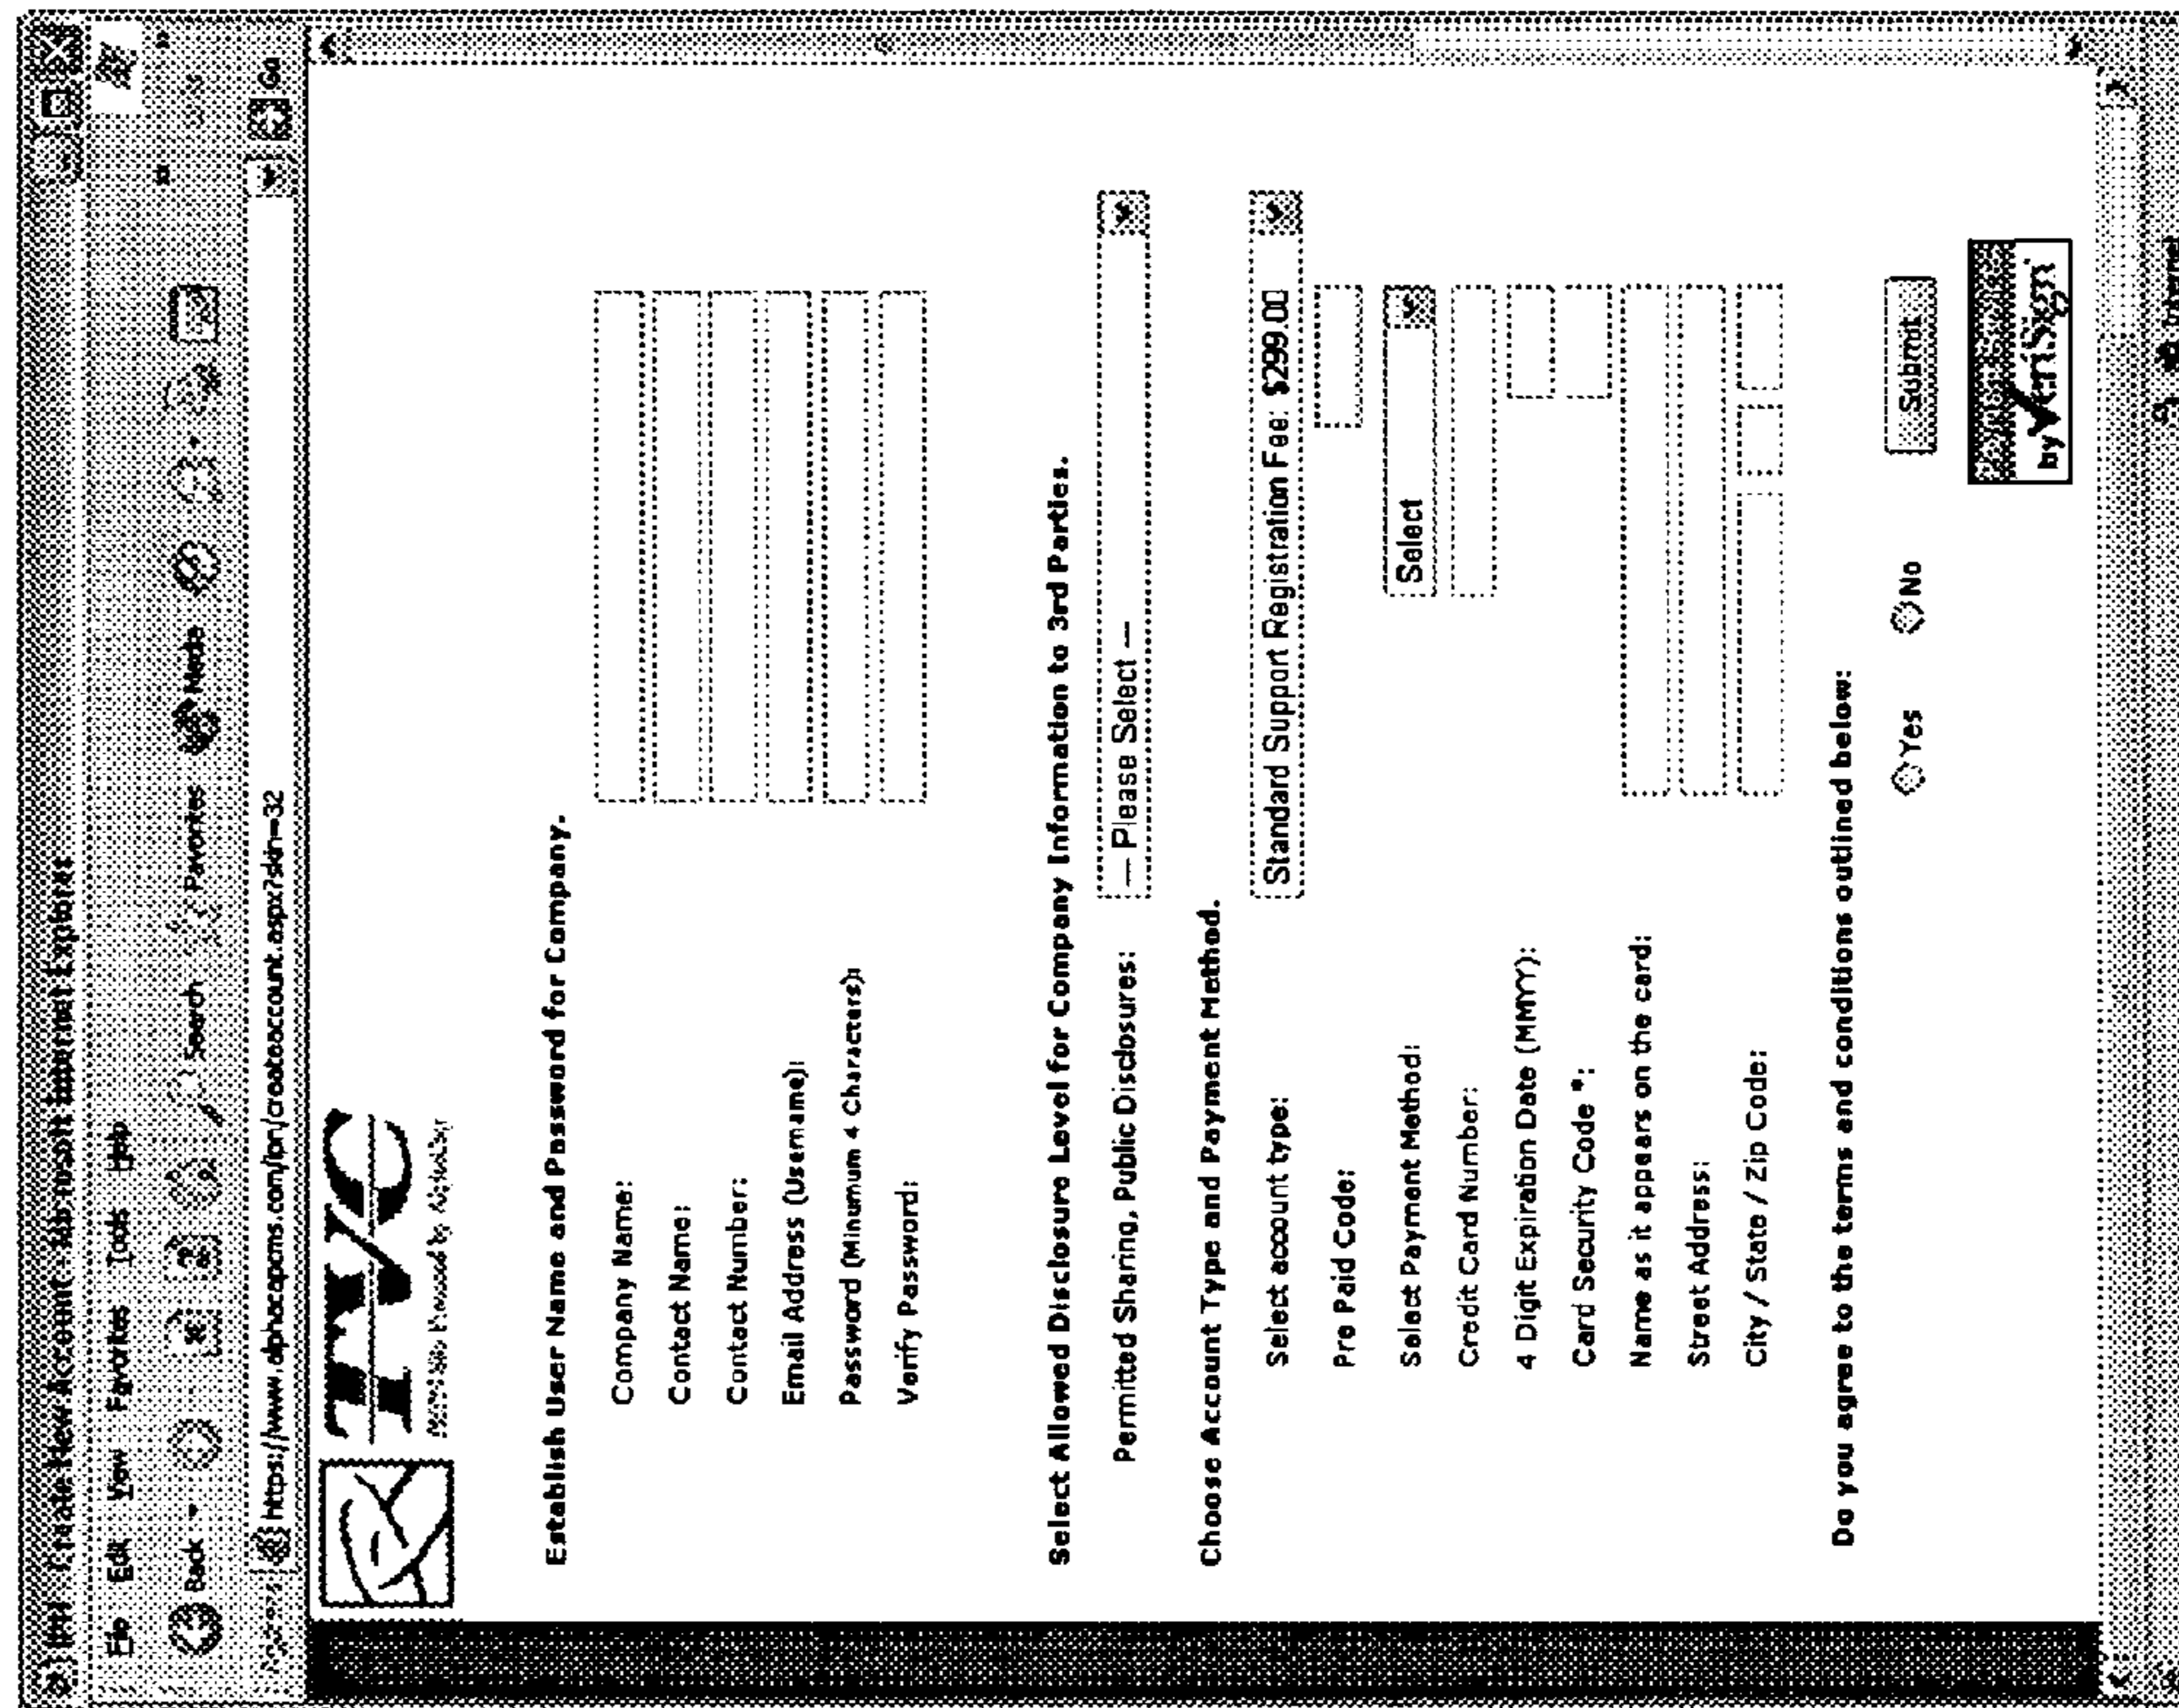 Create New Account - Microsoft Internet Explorer
File Edit View Favorites Tools Help
Back Search Favorites Media
Address https://www.alphacapcms.com/ion/createaccount.aspx?skin=32 Go
TVC
Establish User Name and Password for Company.
Company Name:
Contact Name:
Contact Number:
Email Address (Username):
Password (Minumum 4 Characters):
Verify Password:
Select Allowed Disclosure Level for Company Information to 3rd Parties.
Permitted Sharing, Public Disclosures: --- Please Select ---
Choose Account Type and Payment Method.
Select account type: Standard Support Registration Fee: $299.00
Pre Paid Code:
Select Payment Method: Select
Credit Card Number:
4 Digit Expiration Date (MMYY):
Card Security Code *:
Name as it appears on the card:
Street Address:
City / State / Zip Code:
Do you agree to the terms and conditions outlined below:
Yes No Submit
by VeriSign
Internet